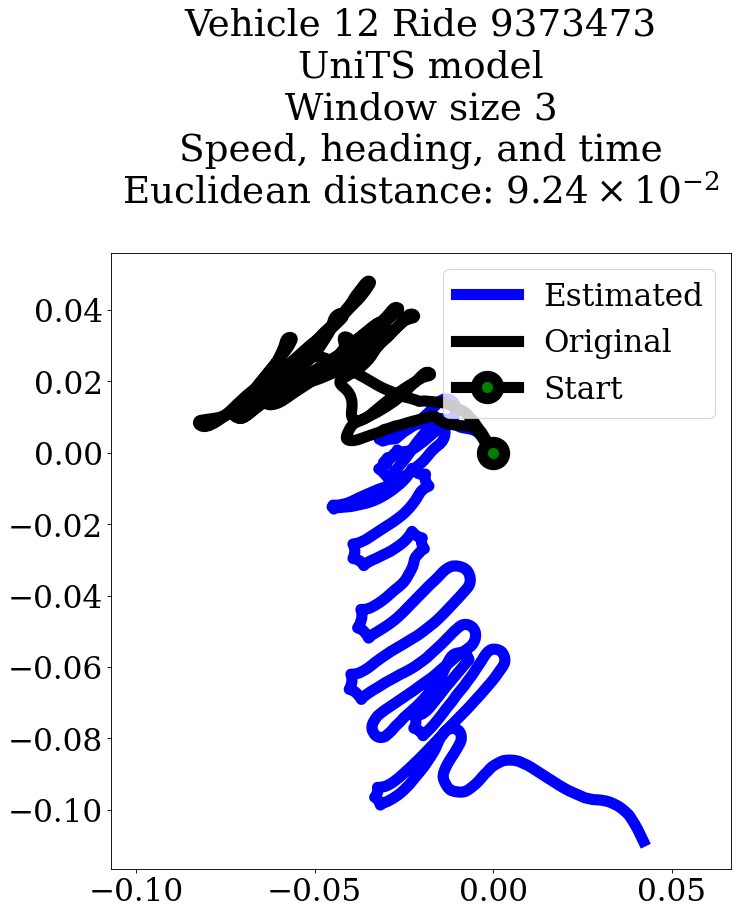 Vehicle 12 Ride 9373473
UniTS model
Window size 3
Speed, heading, and time
Euclidean distance: 9.24 × 10⁻²
Estimated
Original
Start
0.04
0.02
0.00
−0.02
−0.04
−0.06
−0.08
−0.10
−0.10 −0.05 0.00 0.05